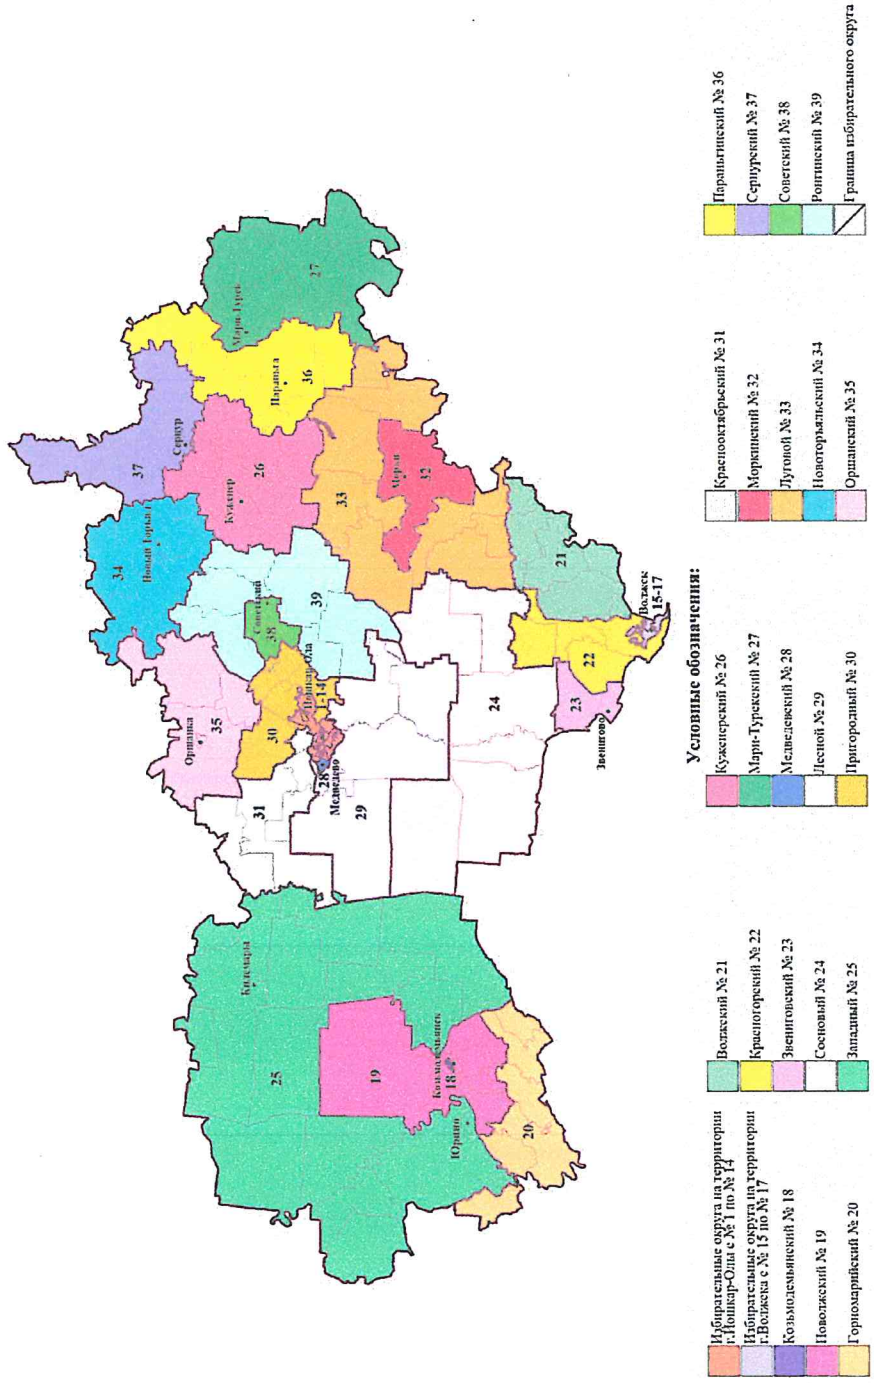 37
Сернур
Новый Торъял
34
Мари-Турек
27
Параньга
36
Куженер
26
Советский
38
39
33
Морки
32
Оршанка
35
30
Йошкар-Ола
1-14
28
Медведево
31
29
24
21
22
23
Звенигово
Волжск
15-17
Килемары
25
19
Козьмодемьянск
18
Юрино
20
Условные обозначения:
Избирательные округа на территории
г.Йошкар-Олы с № 1 по № 14
Избирательные округа на территории
г.Волжска с № 15 по № 17
Козьмодемьянский № 18
Поволжский № 19
Горномарийский № 20
Волжский № 21
Красногорский № 22
Звениговский № 23
Сосновый № 24
Западный № 25
Куженерский № 26
Мари-Турекский № 27
Медведевский № 28
Лесной № 29
Пригородный № 30
Краснооктябрьский № 31
Моркинский № 32
Луговой № 33
Новоторъяльский № 34
Оршанский № 35
Параньгинский № 36
Сернурский № 37
Советский № 38
Ронгинский № 39
Граница избирательного округа